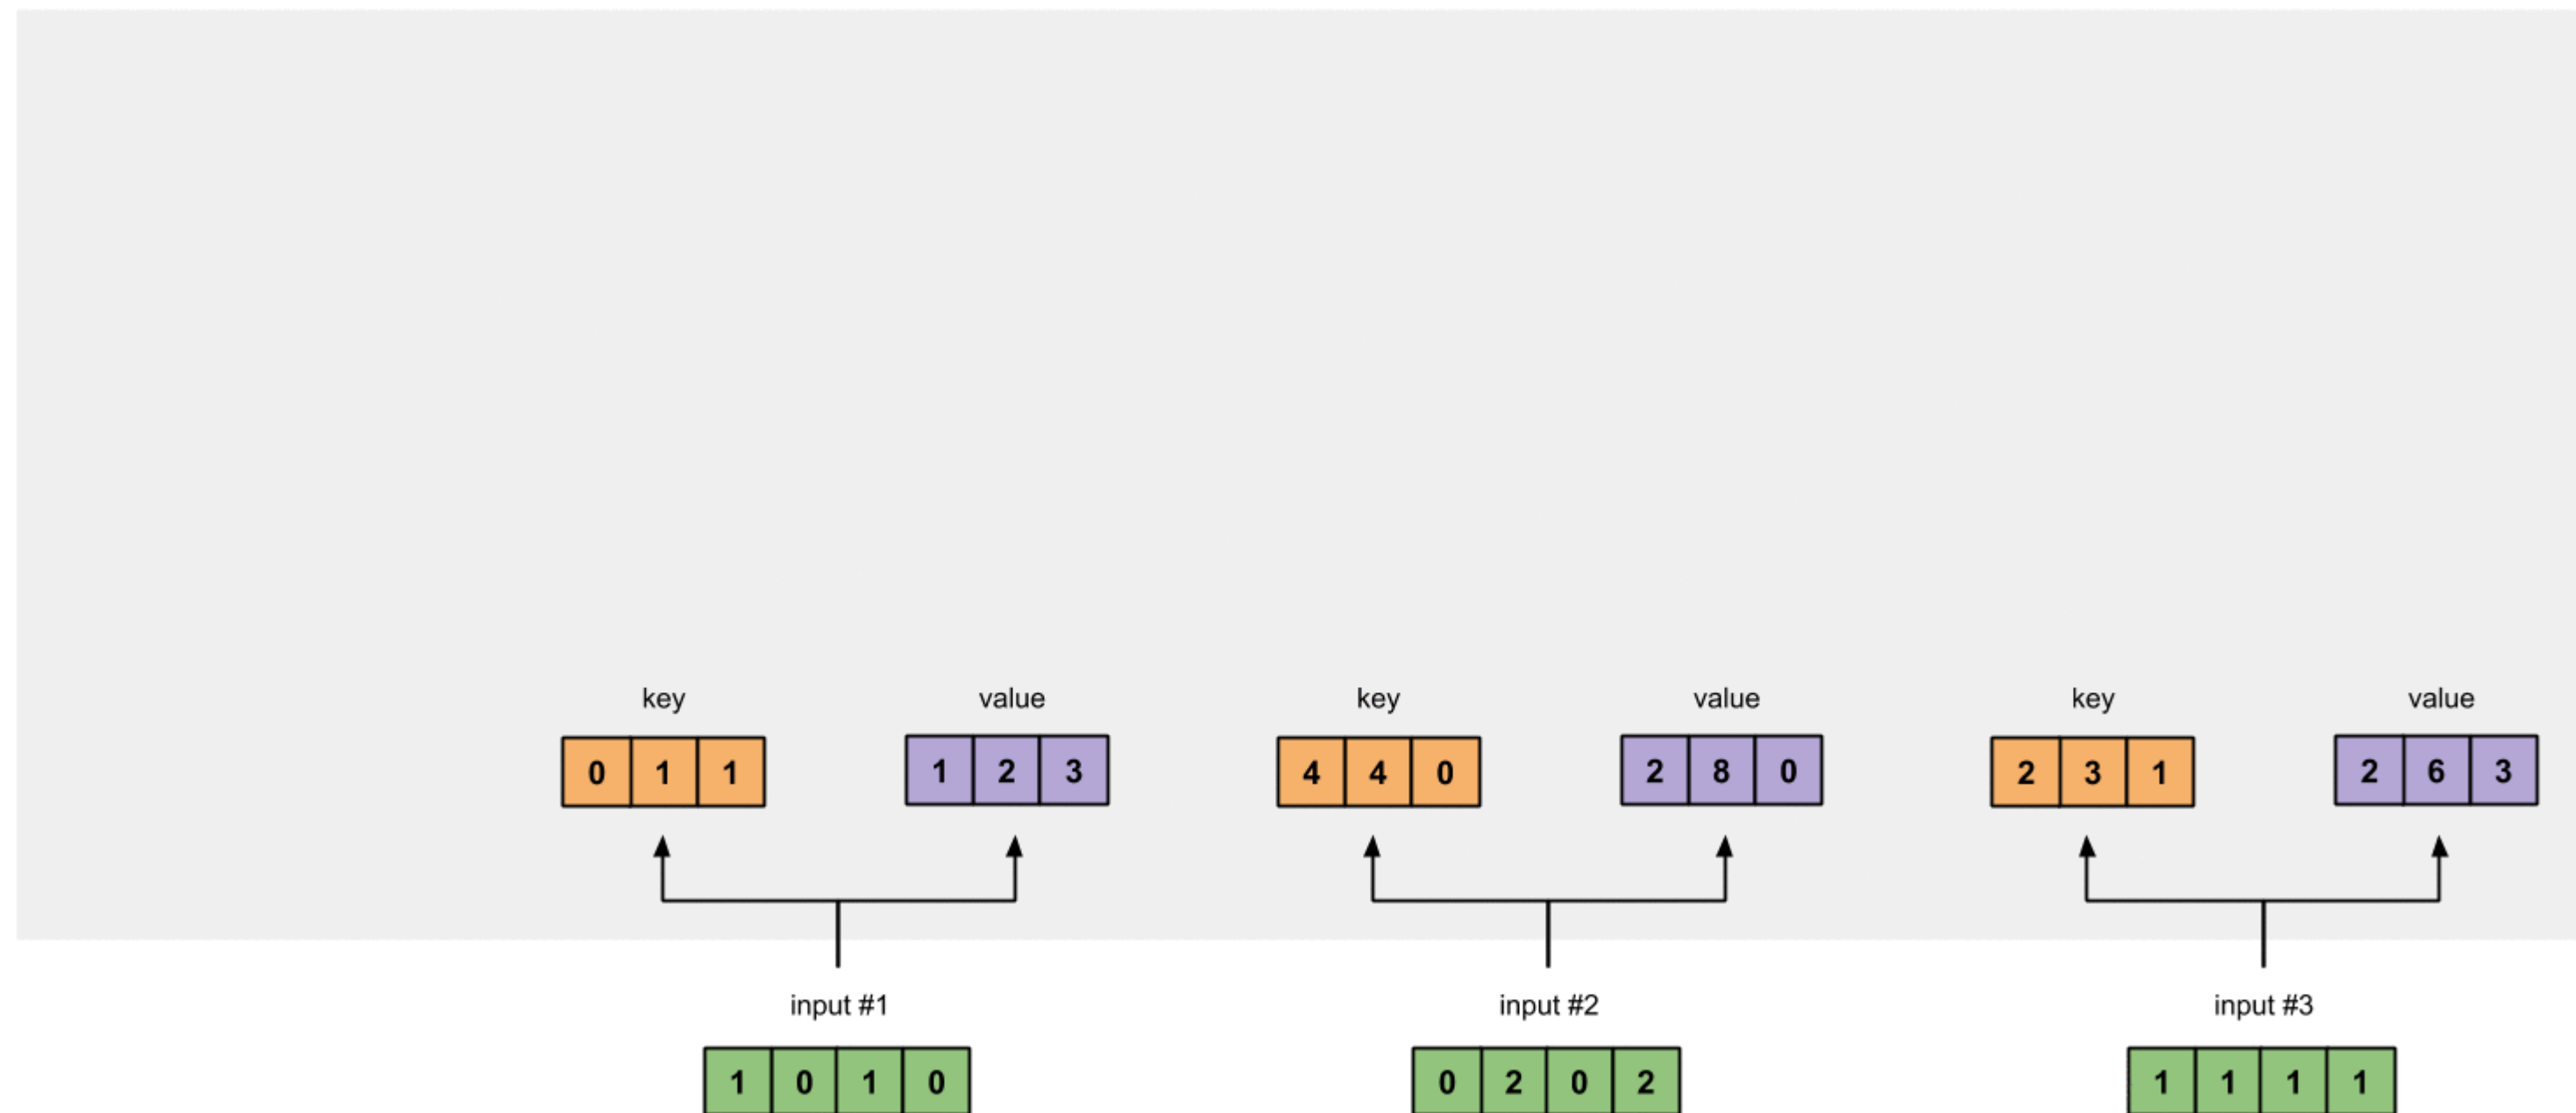 key value key value key value
0 1 1 1 2 3 4 4 0 2 8 0 2 3 1 2 6 3
input #1 input #2 input #3
1 0 1 0 0 2 0 2 1 1 1 1